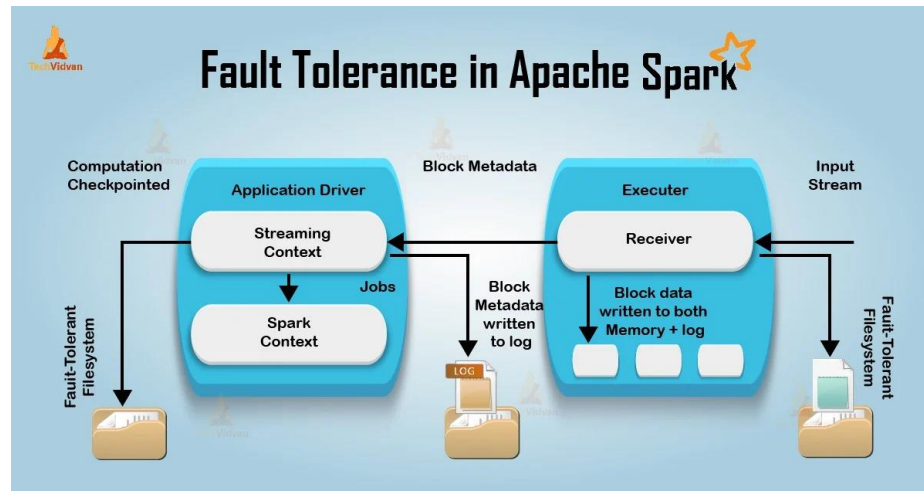 TechVidvan
Fault Tolerance in Apache Spark
Computation
Checkpointed
Application Driver
Block Metadata
Executer
Input
Stream
Streaming
Context
Receiver
Jobs
Spark
Context
Block
Metadata
written
to log
Block data
written to both
Memory + log
Fauit-Tolerant
Filesystem
LOG
Fauit-Tolerant
Filesystem